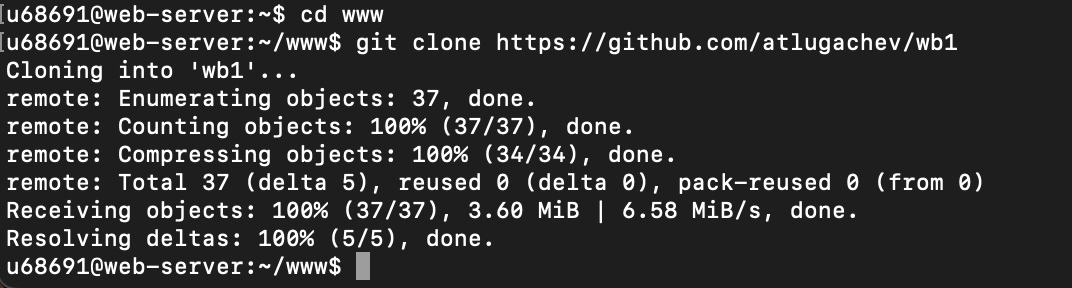 [u68691@web-server:~$ cd www
[u68691@web-server:~/www$ git clone https://github.com/atlugachev/wb1
Cloning into 'wb1'...
remote: Enumerating objects: 37, done.
remote: Counting objects: 100% (37/37), done.
remote: Compressing objects: 100% (34/34), done.
remote: Total 37 (delta 5), reused 0 (delta 0), pack-reused 0 (from 0)
Receiving objects: 100% (37/37), 3.60 MiB | 6.58 MiB/s, done.
Resolving deltas: 100% (5/5), done.
u68691@web-server:~/www$